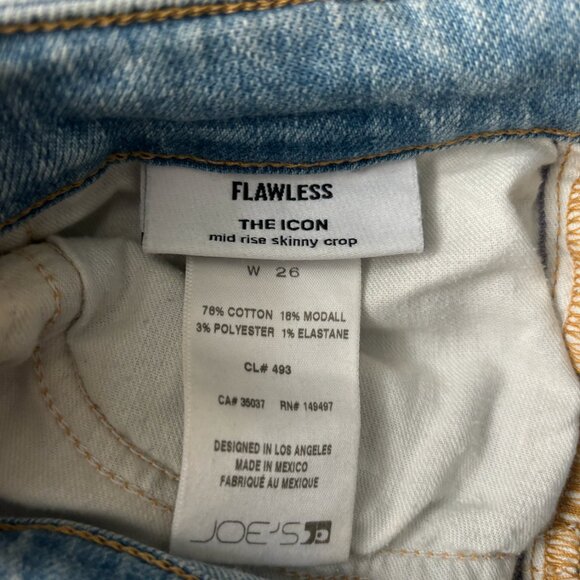 FLAWLESS
THE ICON
mid rise skinny crop
W 26
76% COTTON 18% MODALL
3% POLYESTER 1% ELASTANE
CL# 493
CA# 35037 RN# 149497
DESIGNED IN LOS ANGELES
MADE IN MEXICO
FABRIQUÉ AU MEXIQUE
JOE'S